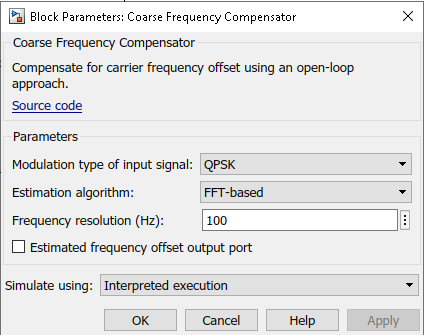 Block Parameters: Coarse Frequency Compensator
Coarse Frequency Compensator
Compensate for carrier frequency offset using an open-loop
approach.
Source code
Parameters
Modulation type of input signal: QPSK
Estimation algorithm: FFT-based
Frequency resolution (Hz): 100
Estimated frequency offset output port
Simulate using: Interpreted execution
OK Cancel Help Apply